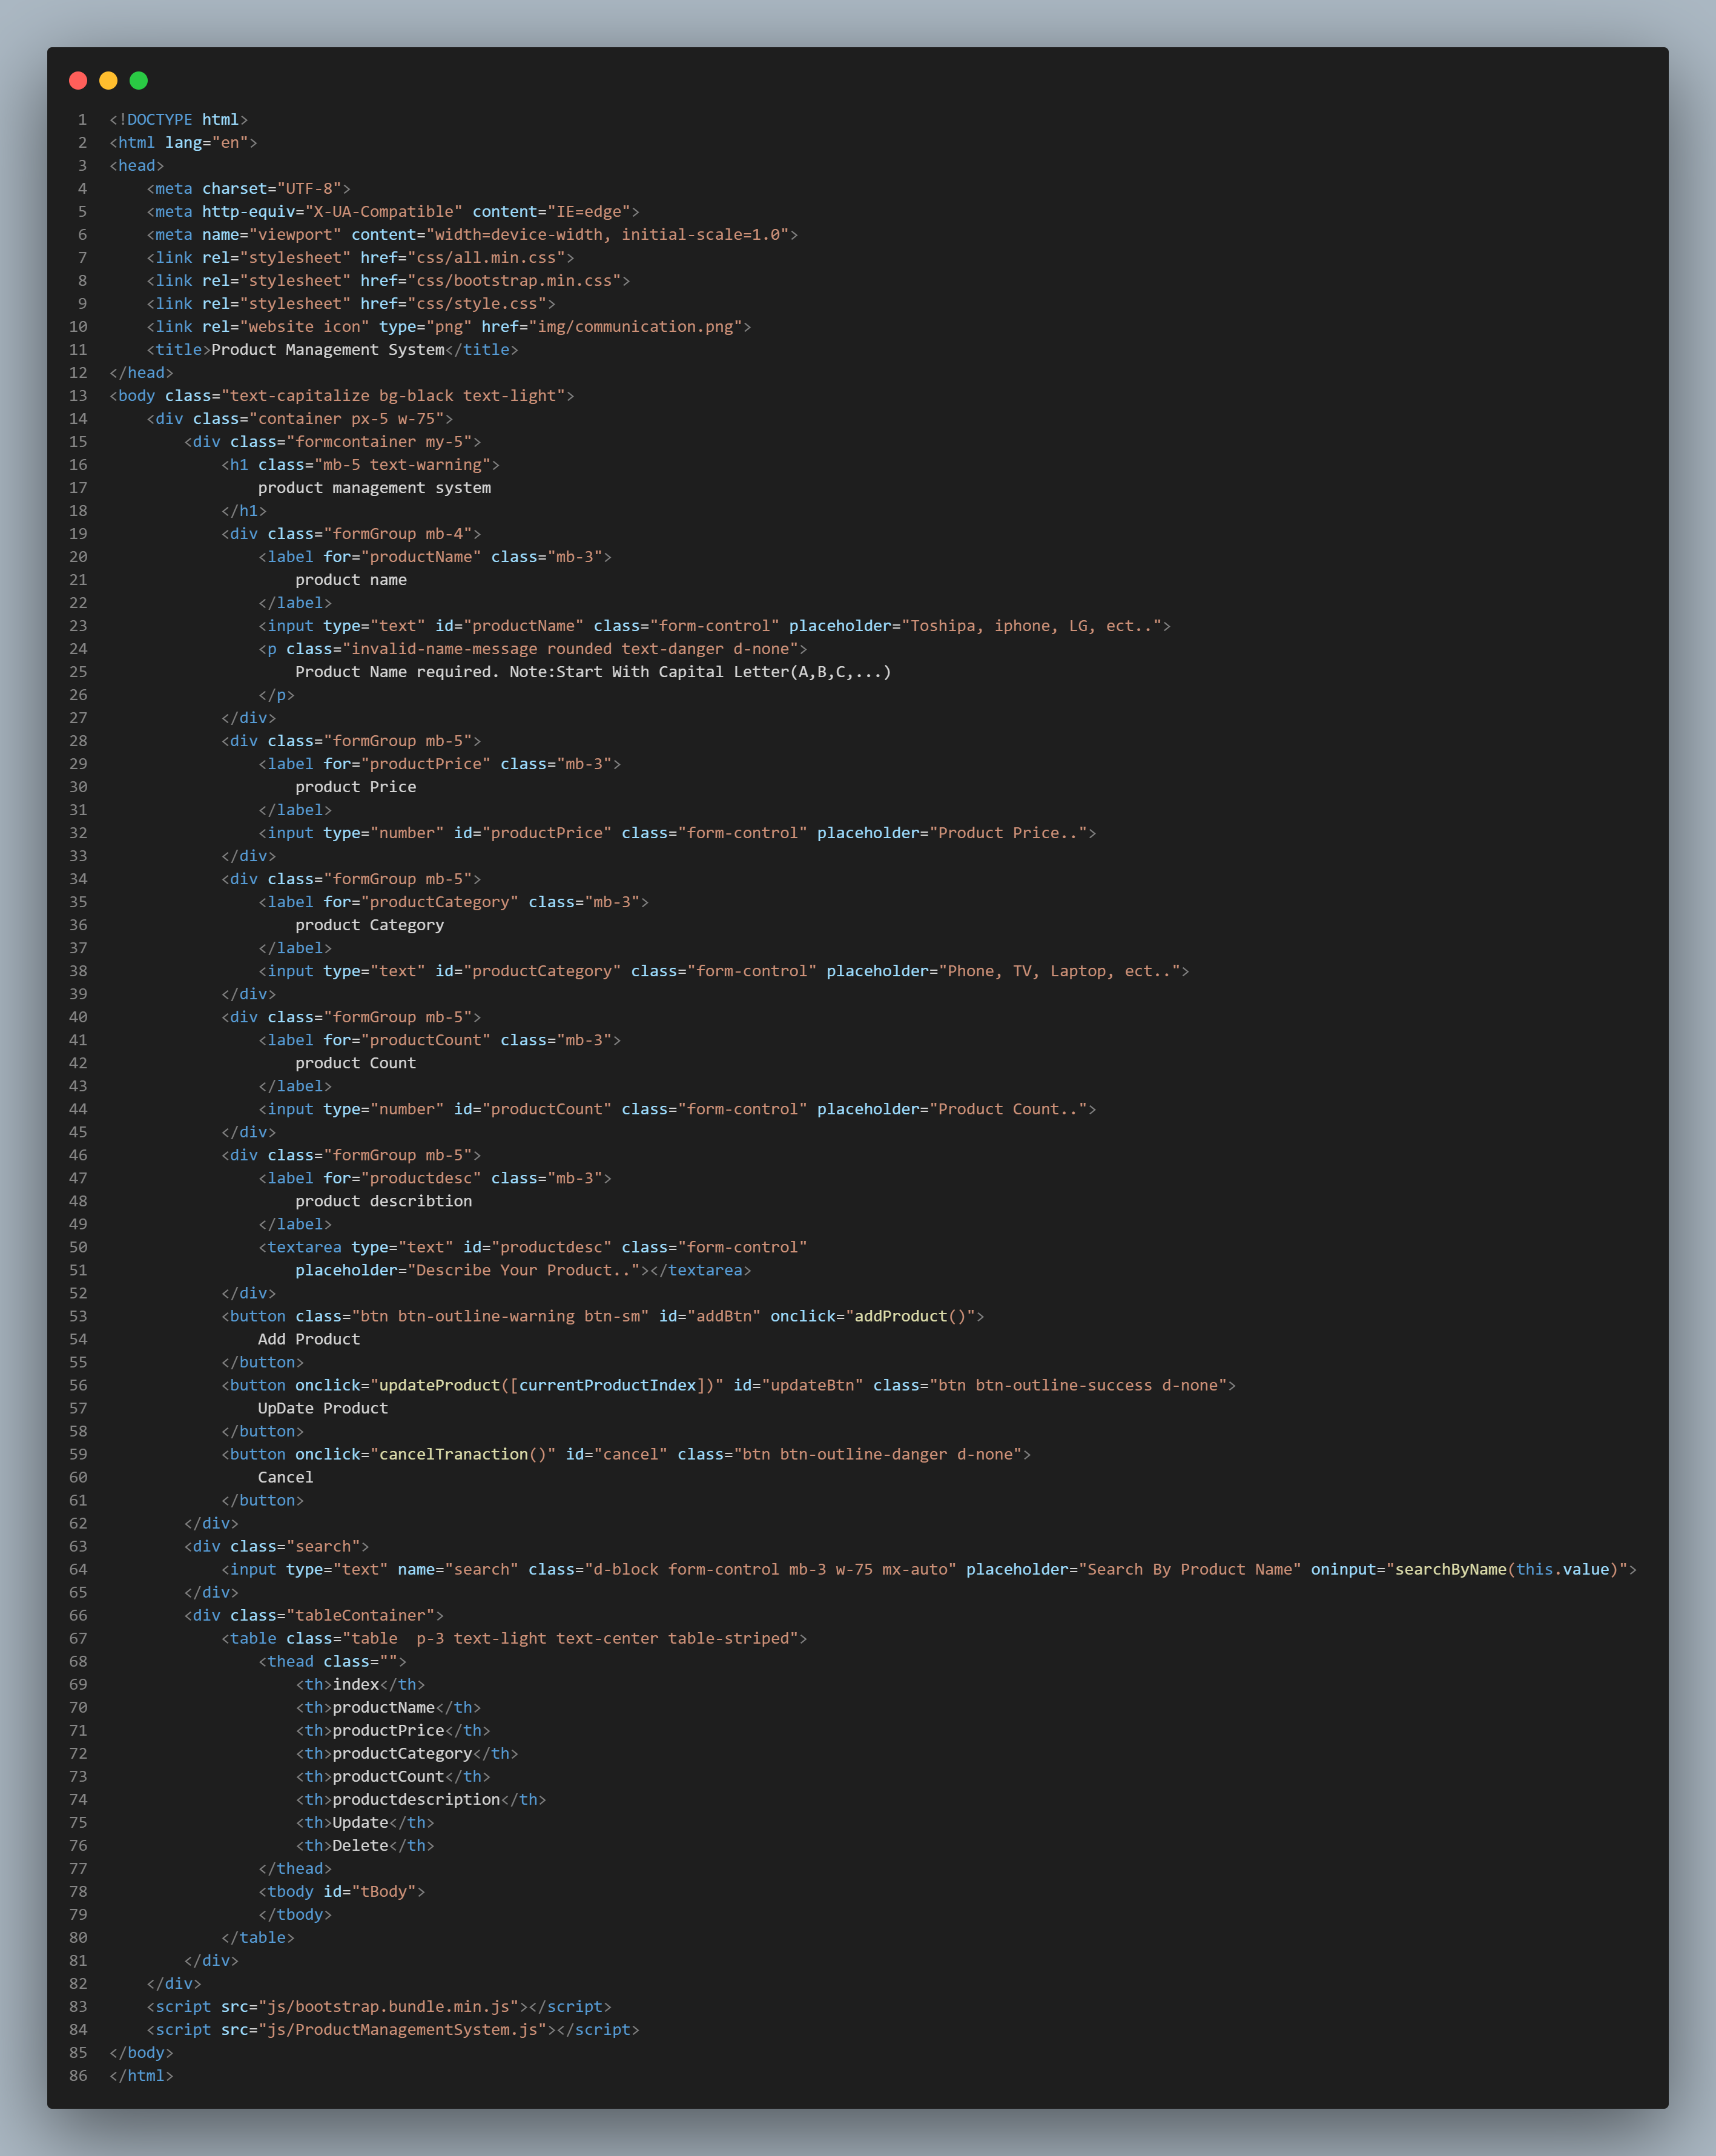 1 <!DOCTYPE html>
2 <html lang="en">
3 <head>
4     <meta charset="UTF-8">
5     <meta http-equiv="X-UA-Compatible" content="IE=edge">
6     <meta name="viewport" content="width=device-width, initial-scale=1.0">
7     <link rel="stylesheet" href="css/all.min.css">
8     <link rel="stylesheet" href="css/bootstrap.min.css">
9     <link rel="stylesheet" href="css/style.css">
10     <link rel="website icon" type="png" href="img/communication.png">
11     <title>Product Management System</title>
12 </head>
13 <body class="text-capitalize bg-black text-light">
14     <div class="container px-5 w-75">
15         <div class="formcontainer my-5">
16             <h1 class="mb-5 text-warning">
17                 product management system
18             </h1>
19             <div class="formGroup mb-4">
20                 <label for="productName" class="mb-3">
21                     product name
22                 </label>
23                 <input type="text" id="productName" class="form-control" placeholder="Toshipa, iphone, LG, ect..">
24                 <p class="invalid-name-message rounded text-danger d-none">
25                     Product Name required. Note:Start With Capital Letter(A,B,C,...)
26                 </p>
27             </div>
28             <div class="formGroup mb-5">
29                 <label for="productPrice" class="mb-3">
30                     product Price
31                 </label>
32                 <input type="number" id="productPrice" class="form-control" placeholder="Product Price..">
33             </div>
34             <div class="formGroup mb-5">
35                 <label for="productCategory" class="mb-3">
36                     product Category
37                 </label>
38                 <input type="text" id="productCategory" class="form-control" placeholder="Phone, TV, Laptop, ect..">
39             </div>
40             <div class="formGroup mb-5">
41                 <label for="productCount" class="mb-3">
42                     product Count
43                 </label>
44                 <input type="number" id="productCount" class="form-control" placeholder="Product Count..">
45             </div>
46             <div class="formGroup mb-5">
47                 <label for="productdesc" class="mb-3">
48                     product describtion
49                 </label>
50                 <textarea type="text" id="productdesc" class="form-control"
51                     placeholder="Describe Your Product.."></textarea>
52             </div>
53             <button class="btn btn-outline-warning btn-sm" id="addBtn" onclick="addProduct()">
54                 Add Product
55             </button>
56             <button onclick="updateProduct([currentProductIndex])" id="updateBtn" class="btn btn-outline-success d-none">
57                 UpDate Product
58             </button>
59             <button onclick="cancelTranaction()" id="cancel" class="btn btn-outline-danger d-none">
60                 Cancel
61             </button>
62         </div>
63         <div class="search">
64             <input type="text" name="search" class="d-block form-control mb-3 w-75 mx-auto" placeholder="Search By Product Name" oninput="searchByName(this.value)">
65         </div>
66         <div class="tableContainer">
67             <table class="table  p-3 text-light text-center table-striped">
68                 <thead class="">
69                     <th>index</th>
70                     <th>productName</th>
71                     <th>productPrice</th>
72                     <th>productCategory</th>
73                     <th>productCount</th>
74                     <th>productdescription</th>
75                     <th>Update</th>
76                     <th>Delete</th>
77                 </thead>
78                 <tbody id="tBody">
79                 </tbody>
80             </table>
81         </div>
82     </div>
83     <script src="js/bootstrap.bundle.min.js"></script>
84     <script src="js/ProductManagementSystem.js"></script>
85 </body>
86 </html>